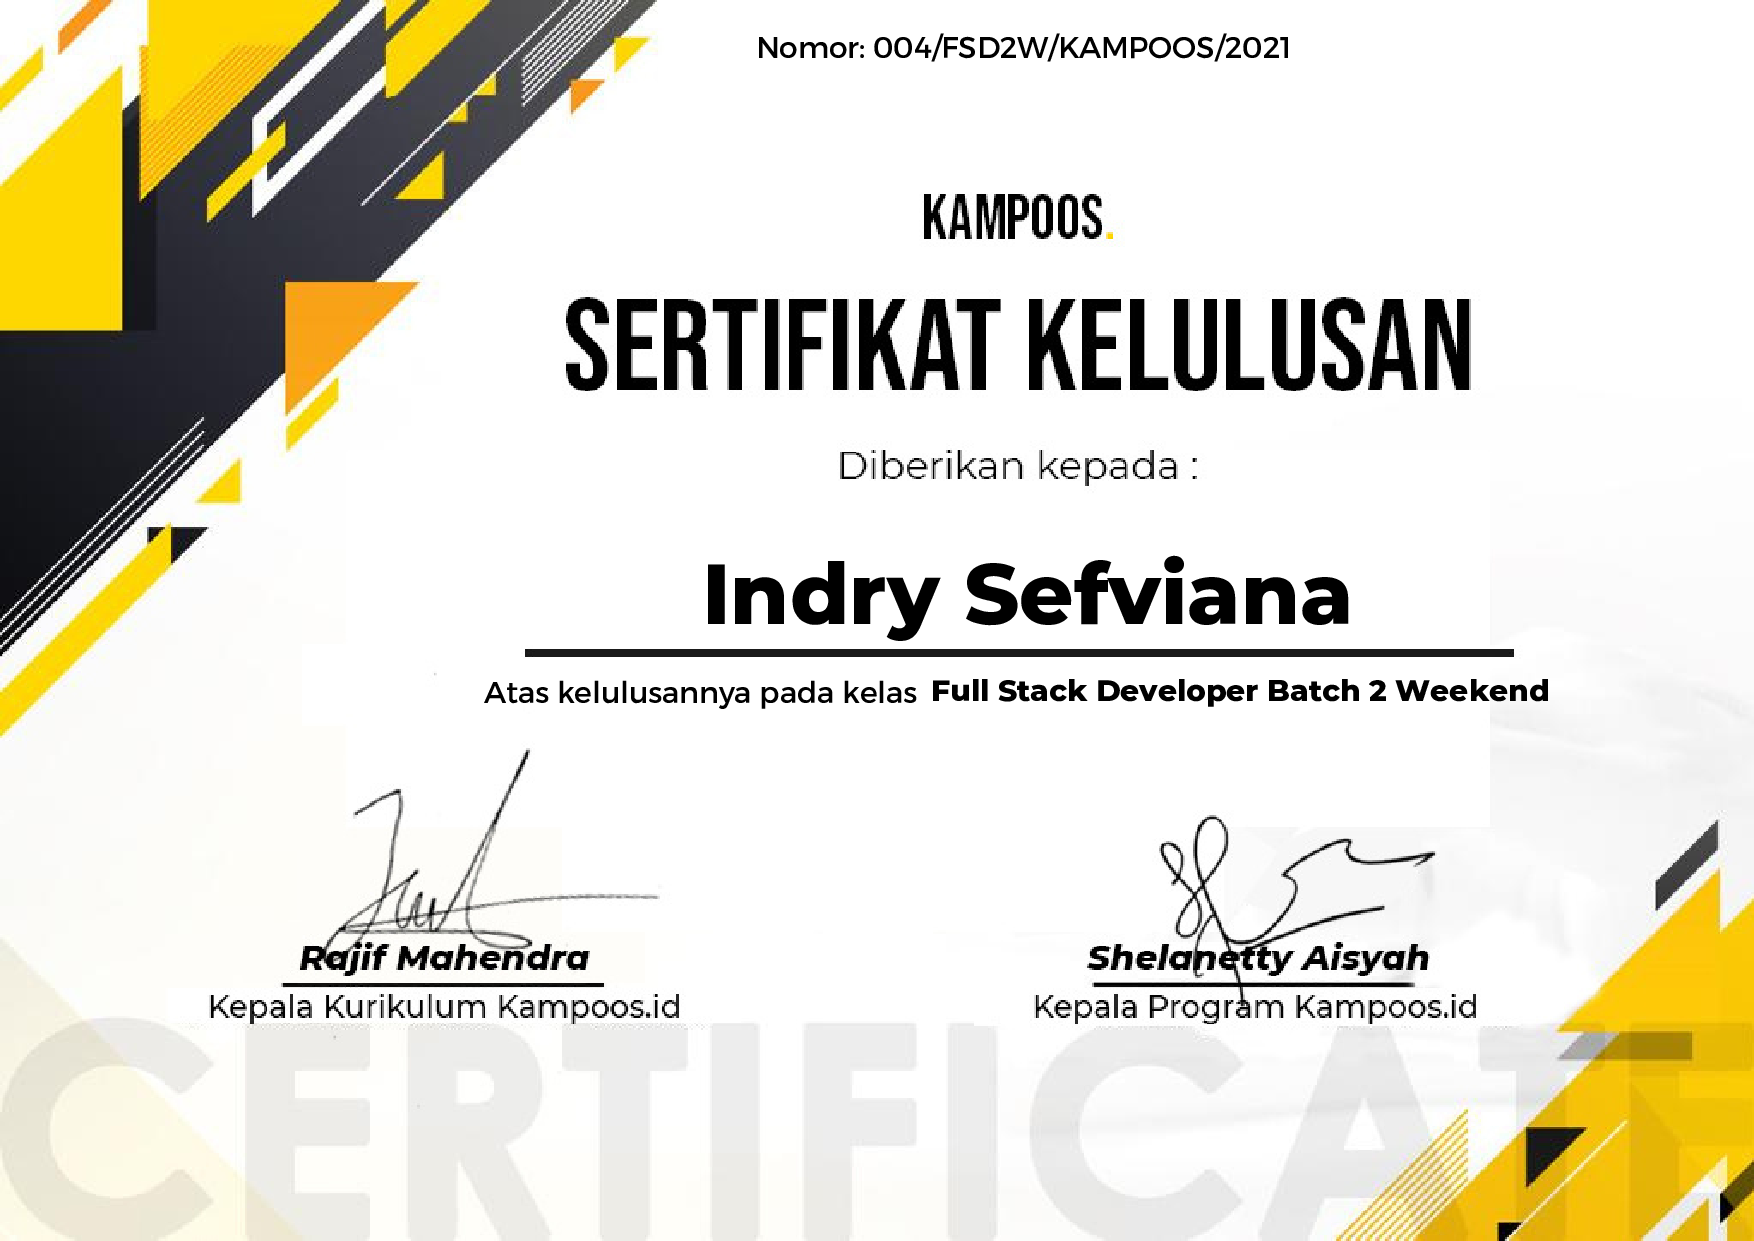 Nomor: 004/FSD2W/KAMPOOS/2021
KAMPOOS.
SERTIFIKAT KELULUSAN
Diberikan kepada :
Indry Sefviana
Atas kelulusannya pada kelas Full Stack Developer Batch 2 Weekend
Rajif Mahendra
Kepala Kurikulum Kampoos.id
Shelanetty Aisyah
Kepala Program Kampoos.id
CERTIFICATE